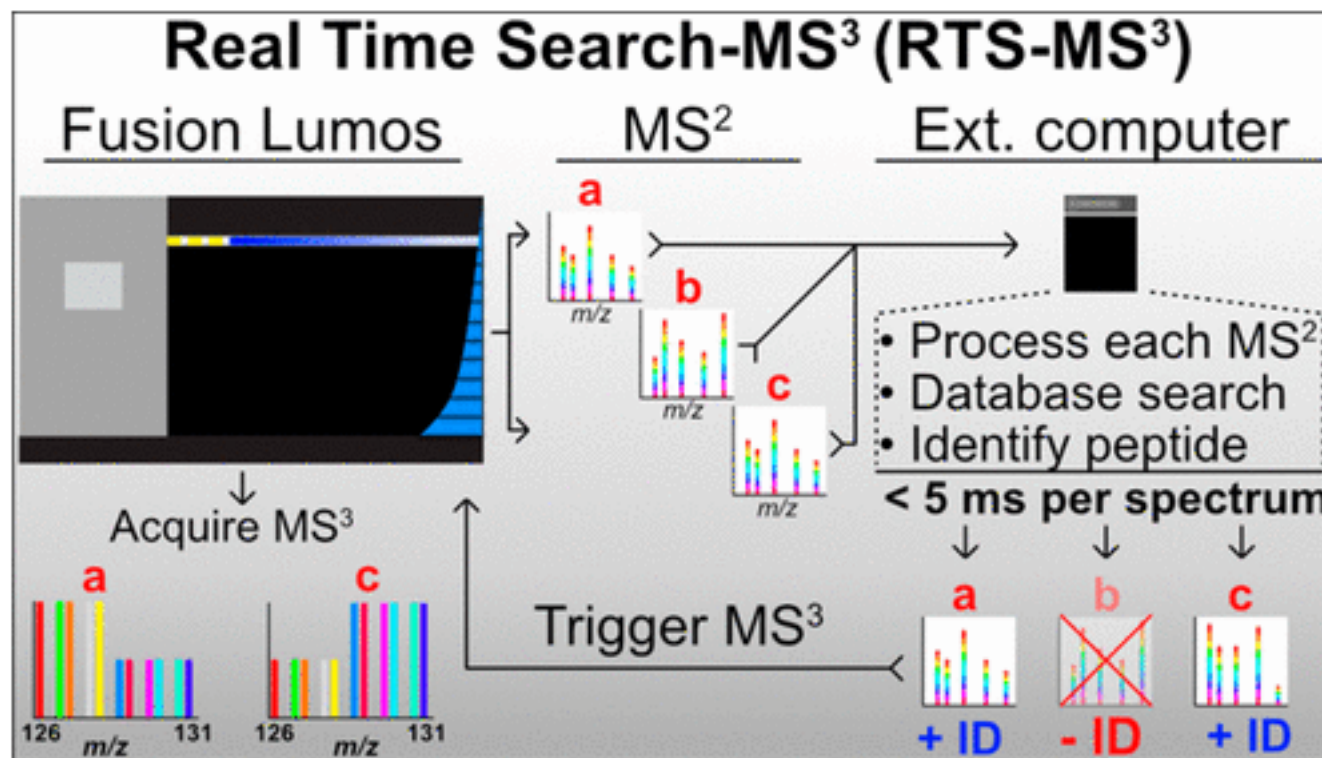 Real Time Search-MS³ (RTS-MS³)
Fusion Lumos
MS²
Ext. computer
a
m/z
b
m/z
c
m/z
• Process each MS²
• Database search
• Identify peptide
< 5 ms per spectrum
Acquire MS³
a
126
131
m/z
c
126
131
m/z
Trigger MS³
a
b
c
+ ID
- ID
+ ID